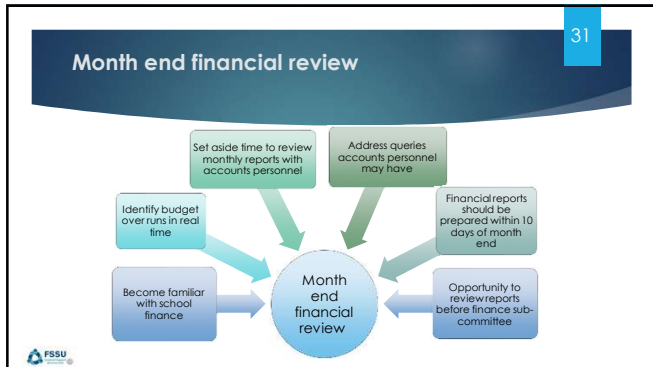 31
Month end financial review
Set aside time to review
monthly reports with
accounts personnel
Address queries
accounts personnel
may have
Identify budget
over runs in real
time
Financial reports
should be
prepared within 10
days of month
end
Become familiar
with school
finance
Month
end
financial
review
Opportunity to
review reports
before finance sub-
committee
FSSU